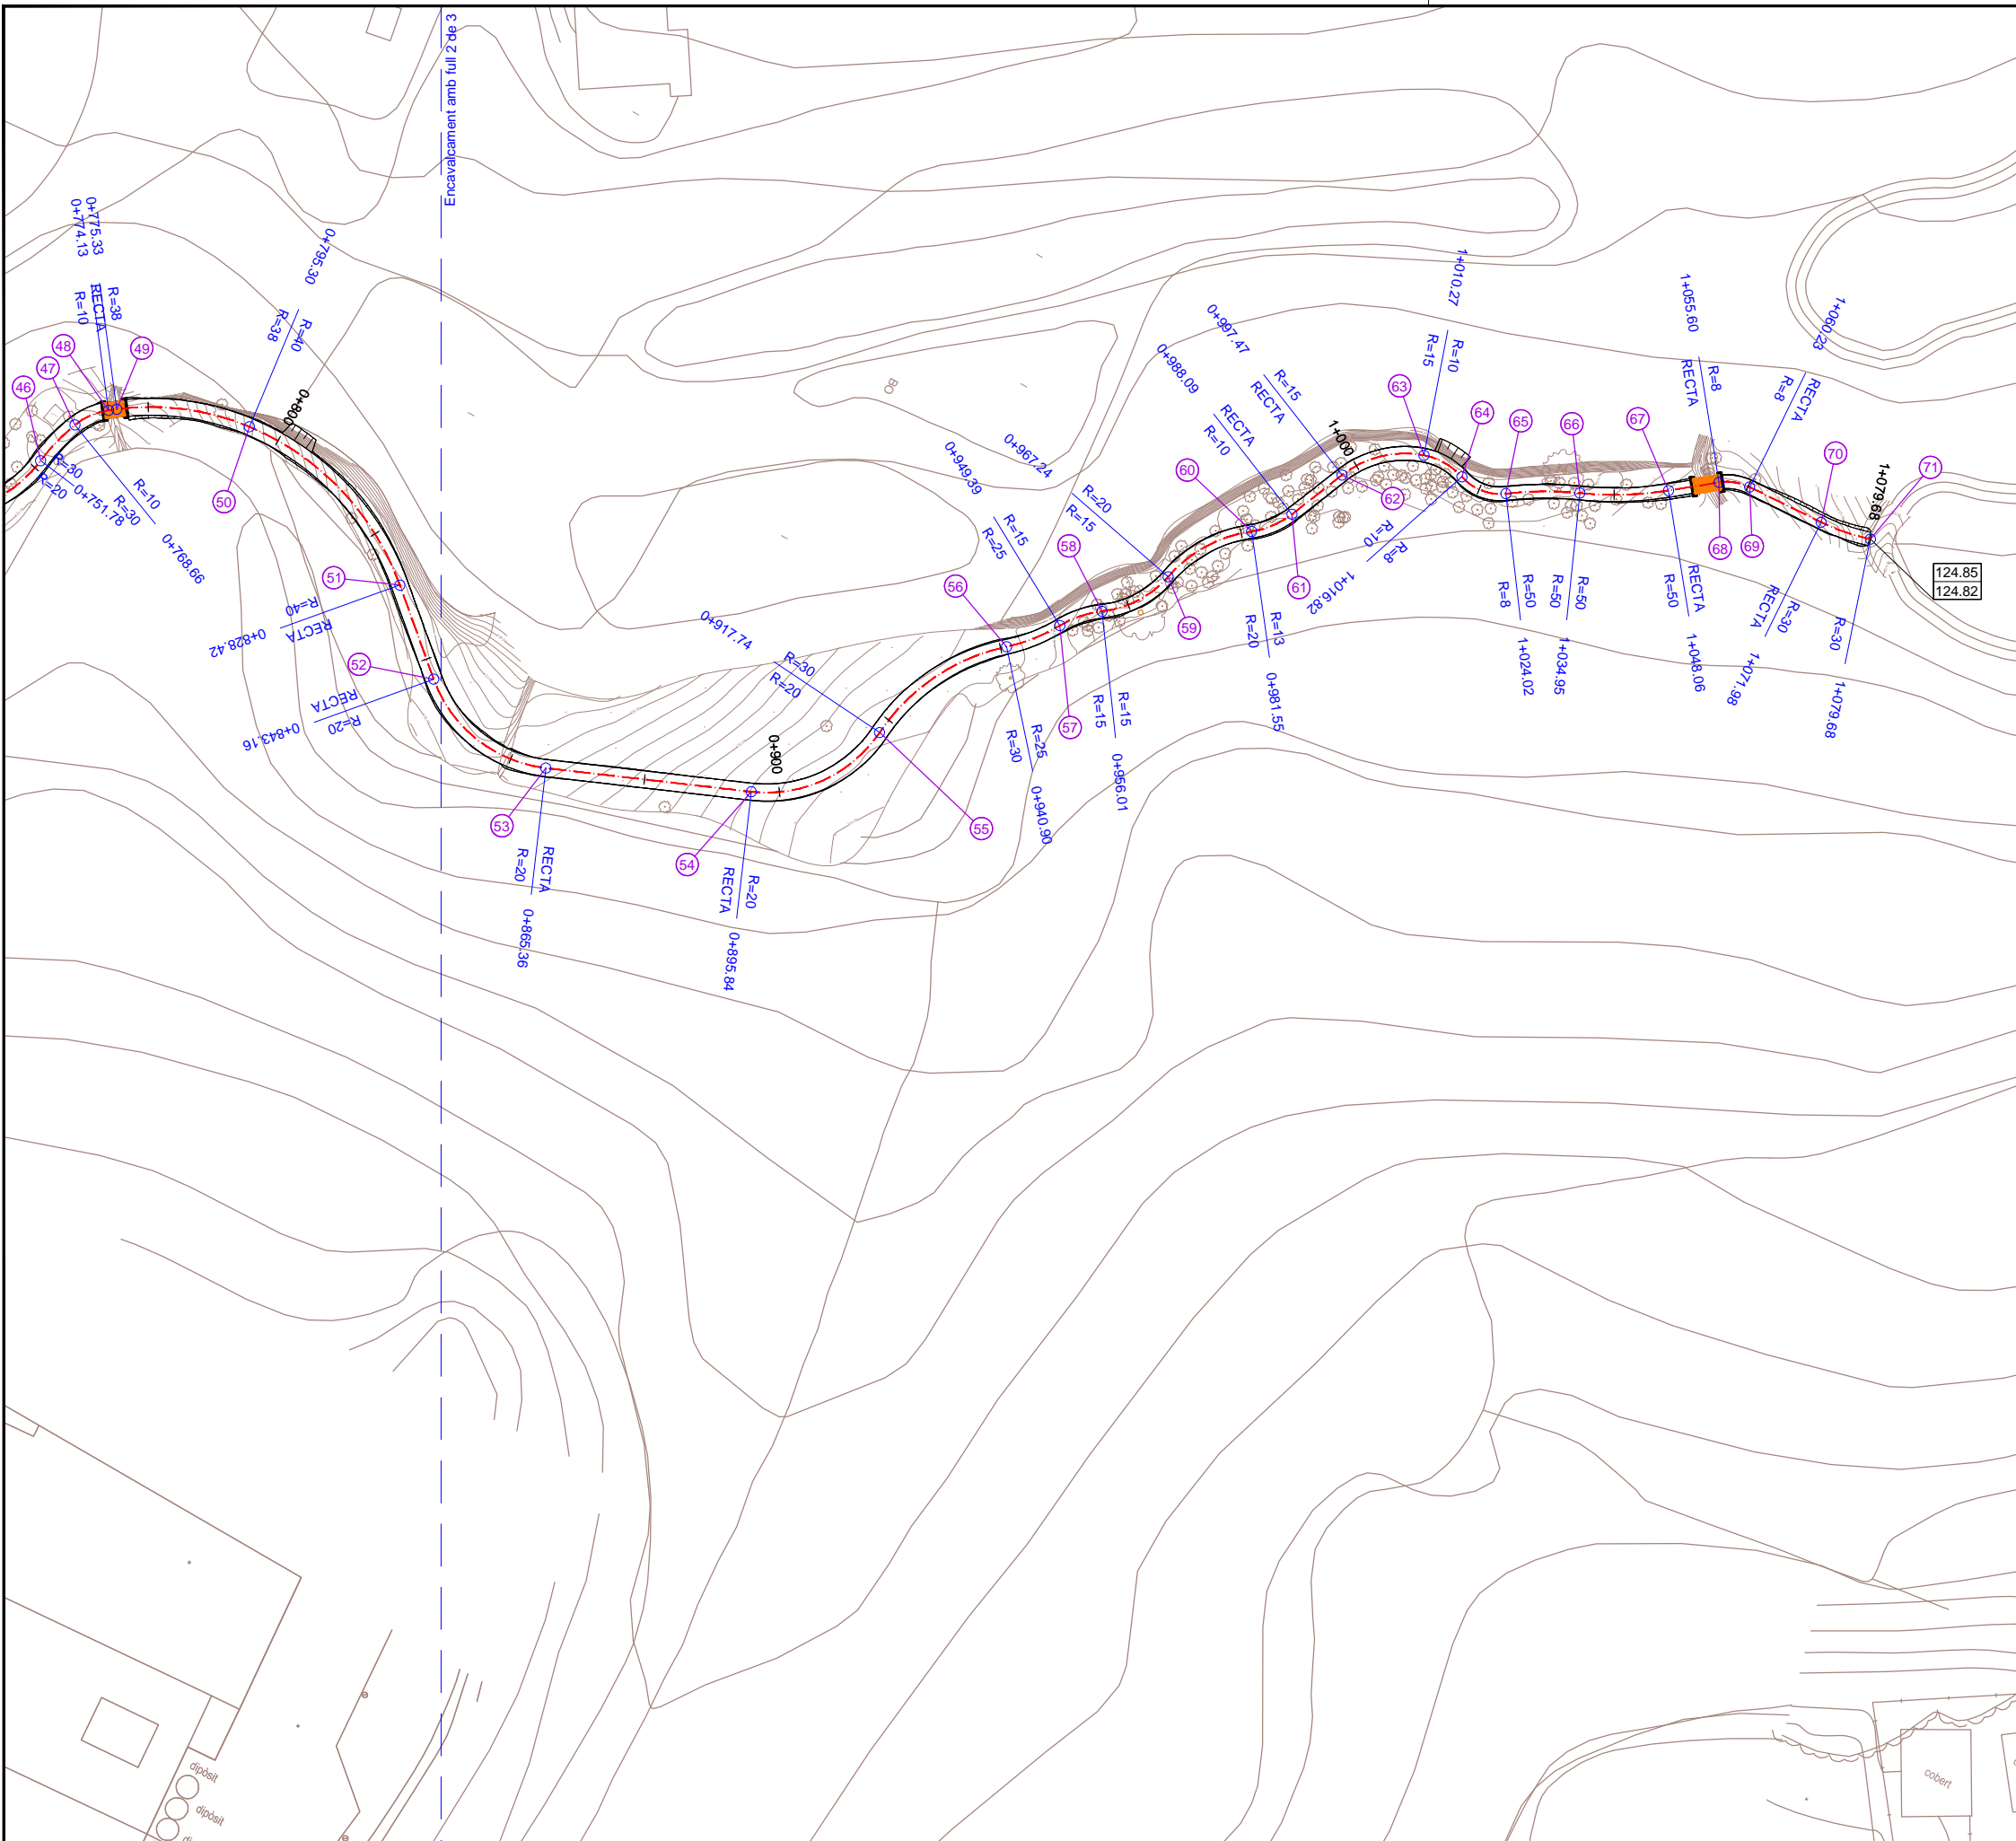 Encavalcament amb full 2 de 3
0+775.33
0+774.13
R=38
RECTA
R=10
0+795.30
R=40
R=38
48
47
46
49
50
R=30
R=20
0+751.78
R=10
R=30
0+768.66
0+800
51
R=40
RECTA
0+828.42
52
RECTA
R=20
0+843.16
53
RECTA
R=20
0+865.36
54
R=20
RECTA
0+895.84
0+900
0+917.74
R=30
R=20
55
56
R=25
R=30
0+940.90
0+949.39
R=15
R=25
57
58
R=15
R=15
0+956.01
0+967.24
R=20
R=15
59
60
R=13
R=20
0+981.55
0+988.09
RECTA
R=10
61
0+997.47
R=15
RECTA
62
1+000
1+010.27
R=10
R=15
63
64
R=10
R=8
1+016.82
65
R=50
R=8
1+024.02
66
R=50
R=50
1+034.95
67
RECTA
R=50
1+048.06
1+055.60
R=8
RECTA
68
1+060.23
RECTA
R=8
69
70
R=30
RECTA
1+071.98
71
R=30
1+079.68
1+079.68
124.85
124.82
BO
dipòsit
dipòsit
cobert